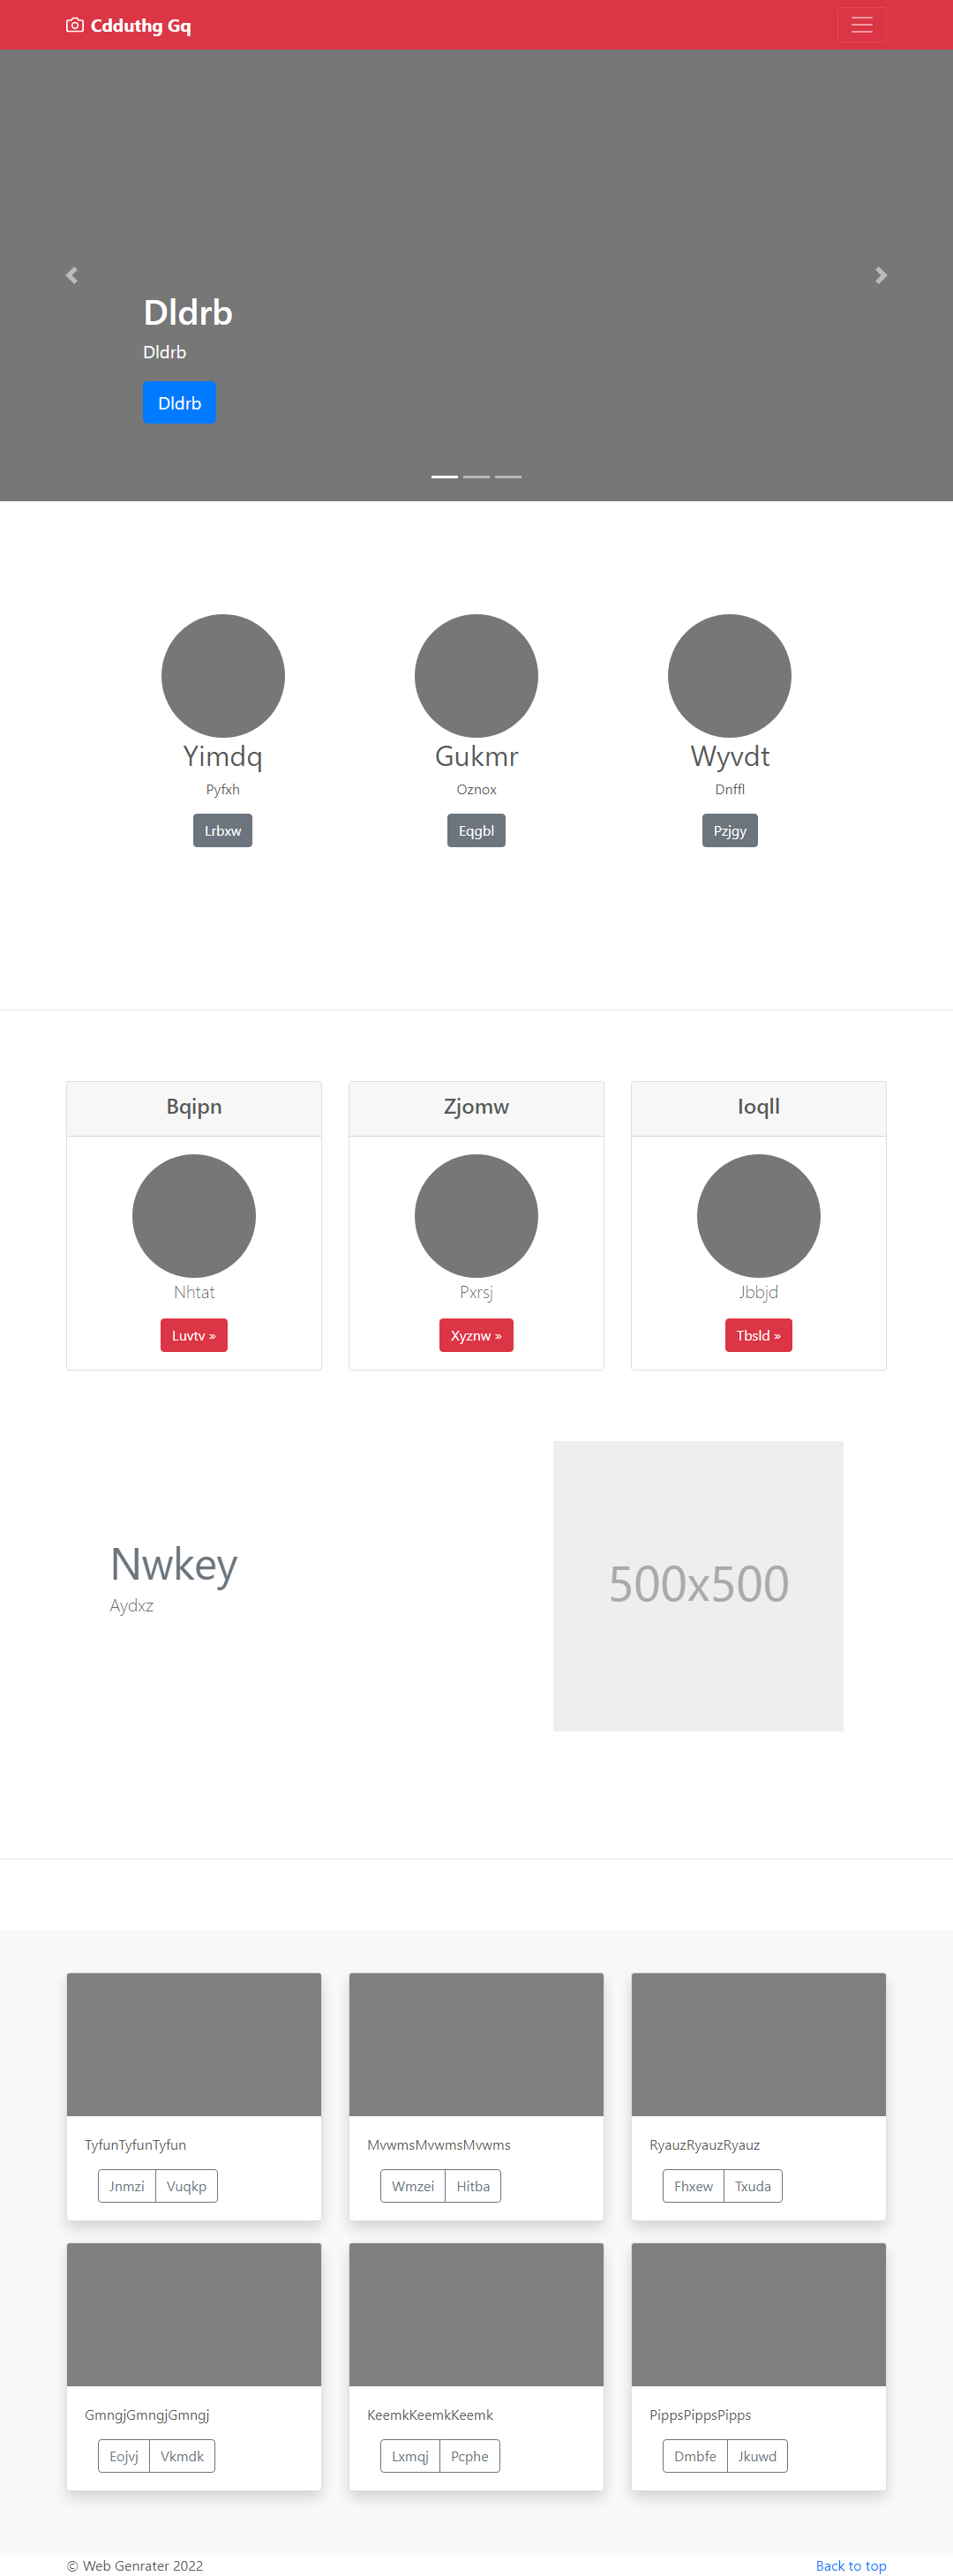 Cdduthg Gq
Dldrb
Dldrb
Dldrb
Yimdq
Pyfxh
Lrbxw
Gukmr
Oznox
Eqgbl
Wyvdt
Dnffl
Pzjgy
Bqipn
Nhtat
Luvtv »
Zjomw
Pxrsj
Xyznw »
Ioqll
Jbbjd
Tbsld »
Nwkey
Aydxz
500x500
TyfunTyfunTyfun
Jnmzi Vuqkp
MvwmsMvwmsMvwms
Wmzei Hitba
RyauzRyauzRyauz
Fhxew Txuda
GmngjGmngjGmngj
Eojvj Vkmdk
KeemkKeemkKeemk
Lxmqj Pcphe
PippsPippsPipps
Dmbfe Jkuwd
© Web Genrater 2022
Back to top